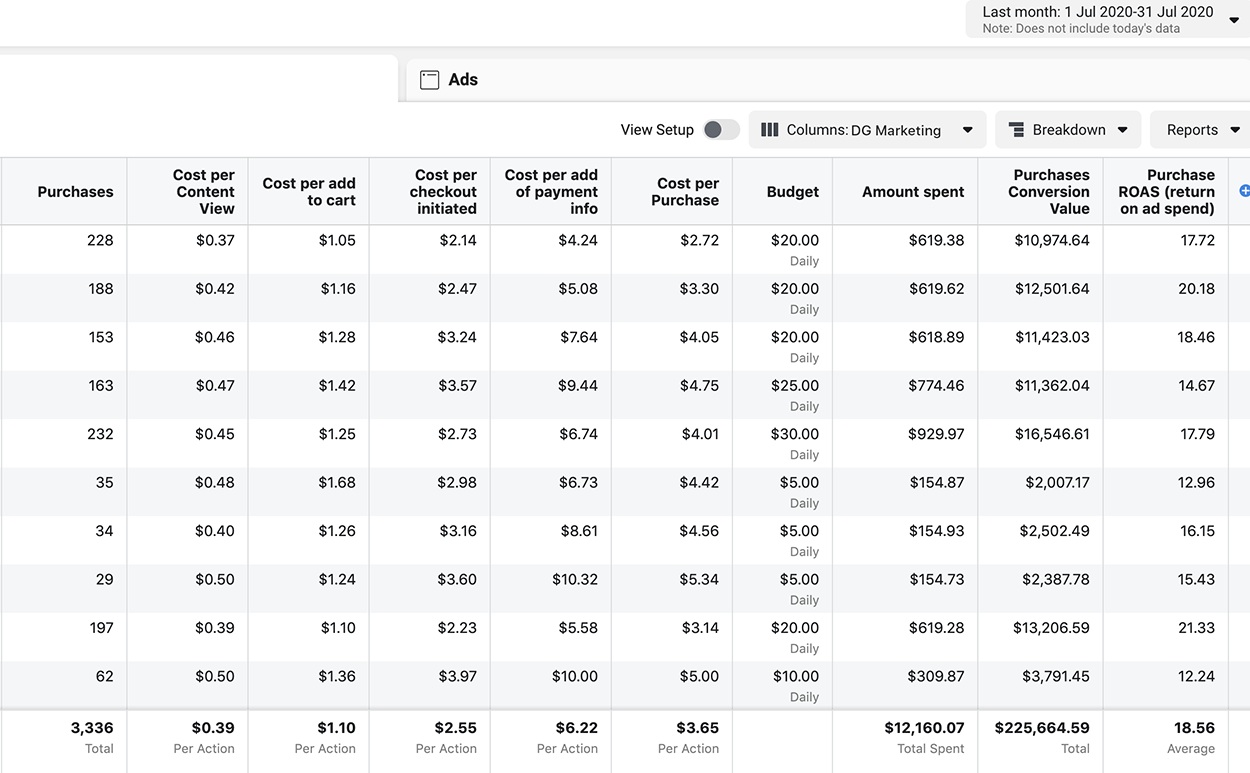 Last month: 1 Jul 2020-31 Jul 2020
Note: Does not include today's data
Ads
View Setup Columns: DG Marketing Breakdown Reports
Purchases Cost per Content View Cost per add to cart Cost per checkout initiated Cost per add of payment info Cost per Purchase Budget Amount spent Purchases Conversion Value Purchase ROAS (return on ad spend)
228 $0.37 $1.05 $2.14 $4.24 $2.72 $20.00 $619.38 $10,974.64 17.72
Daily
188 $0.42 $1.16 $2.47 $5.08 $3.30 $20.00 $619.62 $12,501.64 20.18
Daily
153 $0.46 $1.28 $3.24 $7.64 $4.05 $20.00 $618.89 $11,423.03 18.46
Daily
163 $0.47 $1.42 $3.57 $9.44 $4.75 $25.00 $774.46 $11,362.04 14.67
Daily
232 $0.45 $1.25 $2.73 $6.74 $4.01 $30.00 $929.97 $16,546.61 17.79
Daily
35 $0.48 $1.68 $2.98 $6.73 $4.42 $5.00 $154.87 $2,007.17 12.96
Daily
34 $0.40 $1.26 $3.16 $8.61 $4.56 $5.00 $154.93 $2,502.49 16.15
Daily
29 $0.50 $1.24 $3.60 $10.32 $5.34 $5.00 $154.73 $2,387.78 15.43
Daily
197 $0.39 $1.10 $2.23 $5.58 $3.14 $20.00 $619.28 $13,206.59 21.33
Daily
62 $0.50 $1.36 $3.97 $10.00 $5.00 $10.00 $309.87 $3,791.45 12.24
Daily
3,336 $0.39 $1.10 $2.55 $6.22 $3.65 $12,160.07 $225,664.59 18.56
Total Per Action Per Action Per Action Per Action Per Action Total Spent Total Average